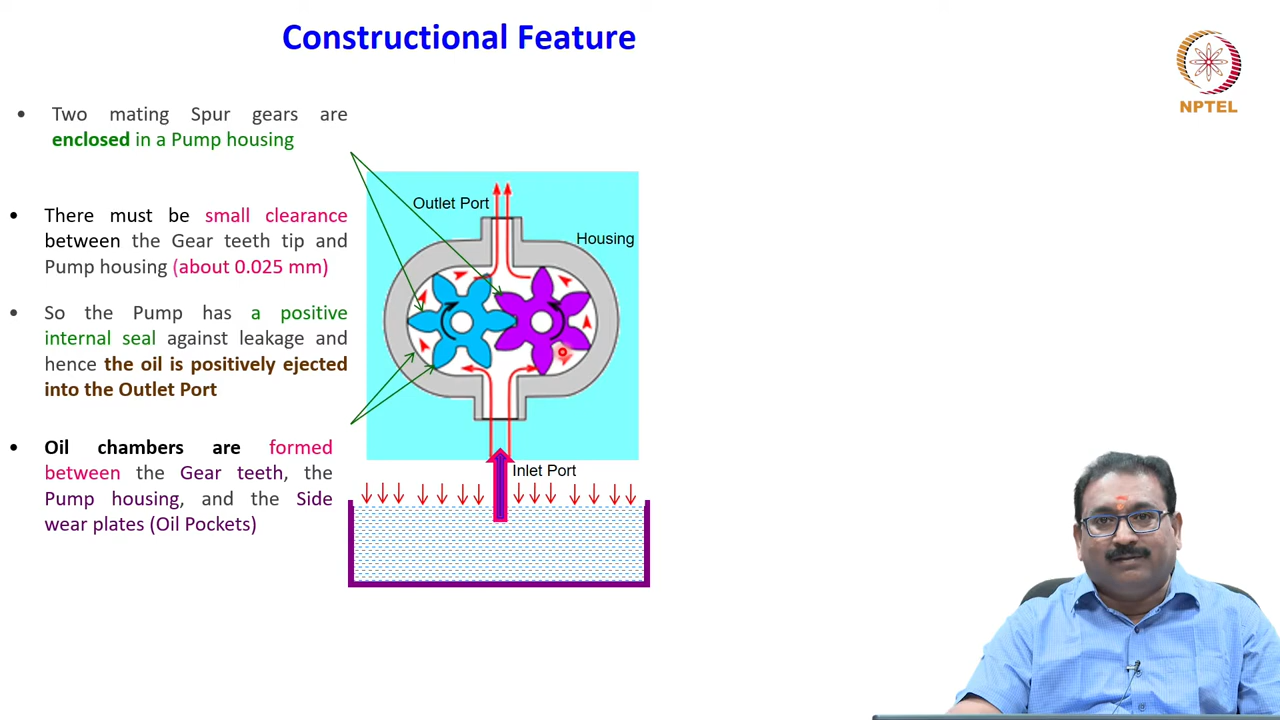 Constructional Feature
NPTEL
• Two mating Spur gears are
enclosed in a Pump housing
• There must be small clearance
between the Gear teeth tip and
Pump housing (about 0.025 mm)
• So the Pump has a positive
internal seal against leakage and
hence the oil is positively ejected
into the Outlet Port
• Oil chambers are formed
between the Gear teeth, the
Pump housing, and the Side
wear plates (Oil Pockets)
Outlet Port
Housing
Inlet Port